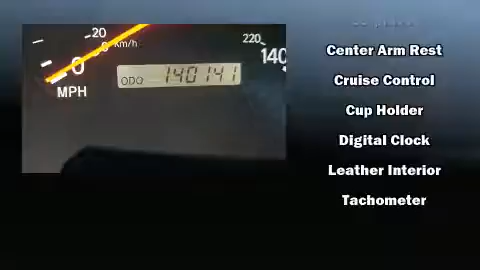 20
0
km/h
0
MPH
ODO 140141
220
140
Center Arm Rest
Cruise Control
Cup Holder
Digital Clock
Leather Interior
Tachometer